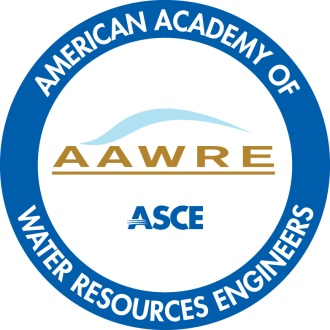 AMERICAN ACADEMY OF
AAWRE
ASCE
WATER RESOURCES ENGINEERS